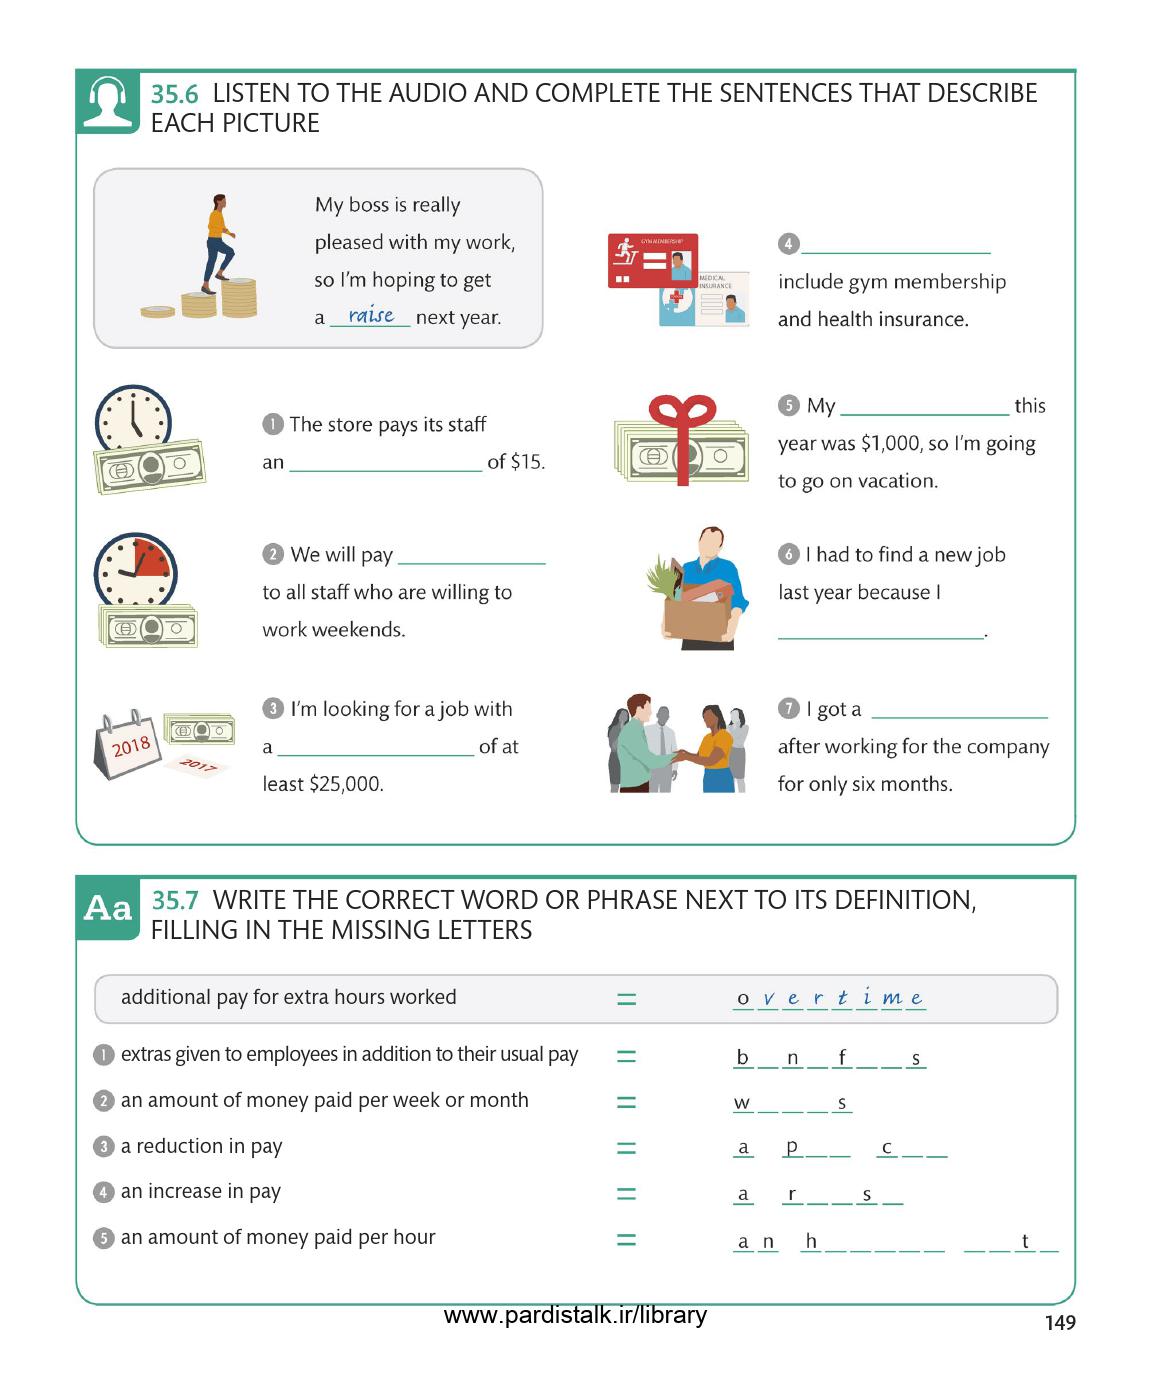 35.6 LISTEN TO THE AUDIO AND COMPLETE THE SENTENCES THAT DESCRIBE
EACH PICTURE
My boss is really
pleased with my work,
so I'm hoping to get
a raise next year.
1 The store pays its staff
an ____ of $15.
2 We will pay ____
to all staff who are willing to
work weekends.
2018
2017
3 I'm looking for a job with
a ____ of at
least $25,000.
GYM MEMBERSHIP
MEDICAL
INSURANCE
4 ____
include gym membership
and health insurance.
5 My ____ this
year was $1,000, so I'm going
to go on vacation.
6 I had to find a new job
last year because I
____.
7 I got a ____
after working for the company
for only six months.
Aa 35.7 WRITE THE CORRECT WORD OR PHRASE NEXT TO ITS DEFINITION,
FILLING IN THE MISSING LETTERS
additional pay for extra hours worked = o v e r t i m e
1 extras given to employees in addition to their usual pay = b _ n _ f _ _ s
2 an amount of money paid per week or month = w _ _ _ s
3 a reduction in pay = a p _ _ c _ _
4 an increase in pay = a r _ _ s _
5 an amount of money paid per hour = a n h _ _ _ _ _ _ _ t _
www.pardistalk.ir/library
149